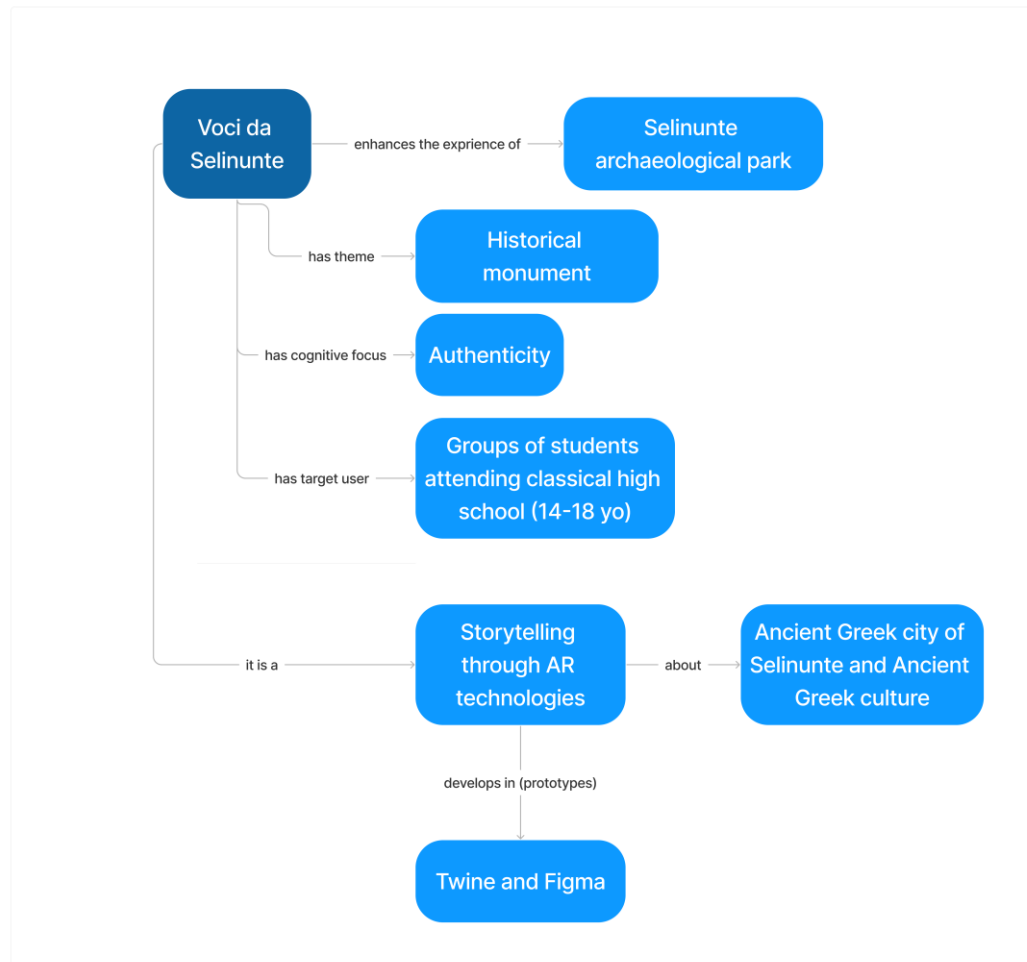 Voci da
Selinunte
enhances the exprience of
Selinunte
archaeological park
has theme
Historical
monument
has cognitive focus
Authenticity
has target user
Groups of students
attending classical high
school (14-18 yo)
it is a
Storytelling
through AR
technologies
about
Ancient Greek city of
Selinunte and Ancient
Greek culture
develops in (prototypes)
Twine and Figma